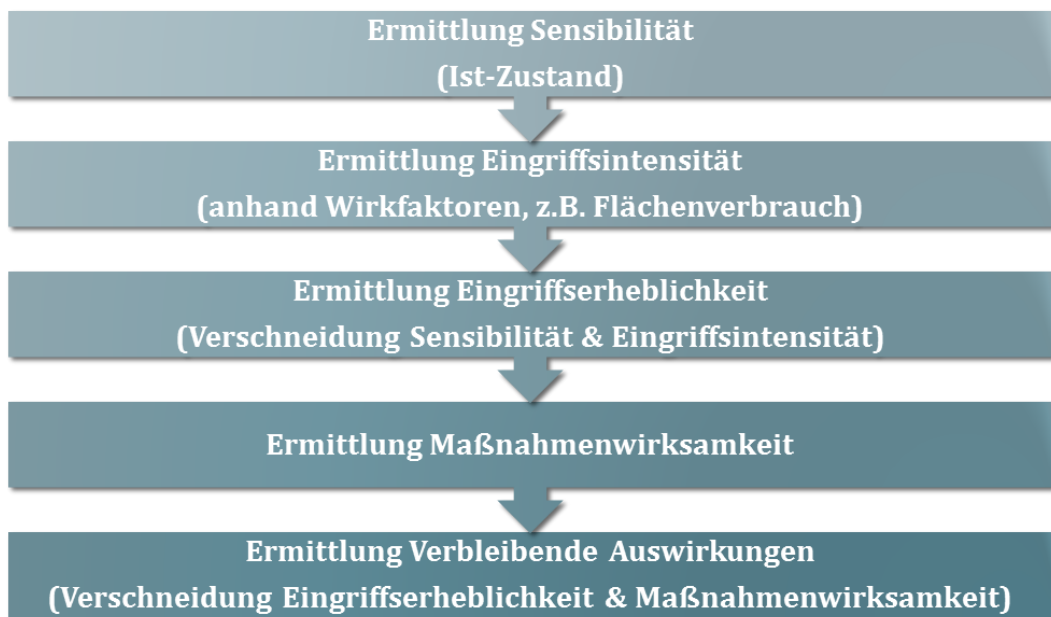 Ermittlung Sensibilität
(Ist-Zustand)
Ermittlung Eingriffsintensität
(anhand Wirkfaktoren, z.B. Flächenverbrauch)
Ermittlung Eingriffserheblichkeit
(Verschneidung Sensibilität & Eingriffsintensität)
Ermittlung Maßnahmenwirksamkeit
Ermittlung Verbleibende Auswirkungen
(Verschneidung Eingriffserheblichkeit & Maßnahmenwirksamkeit)